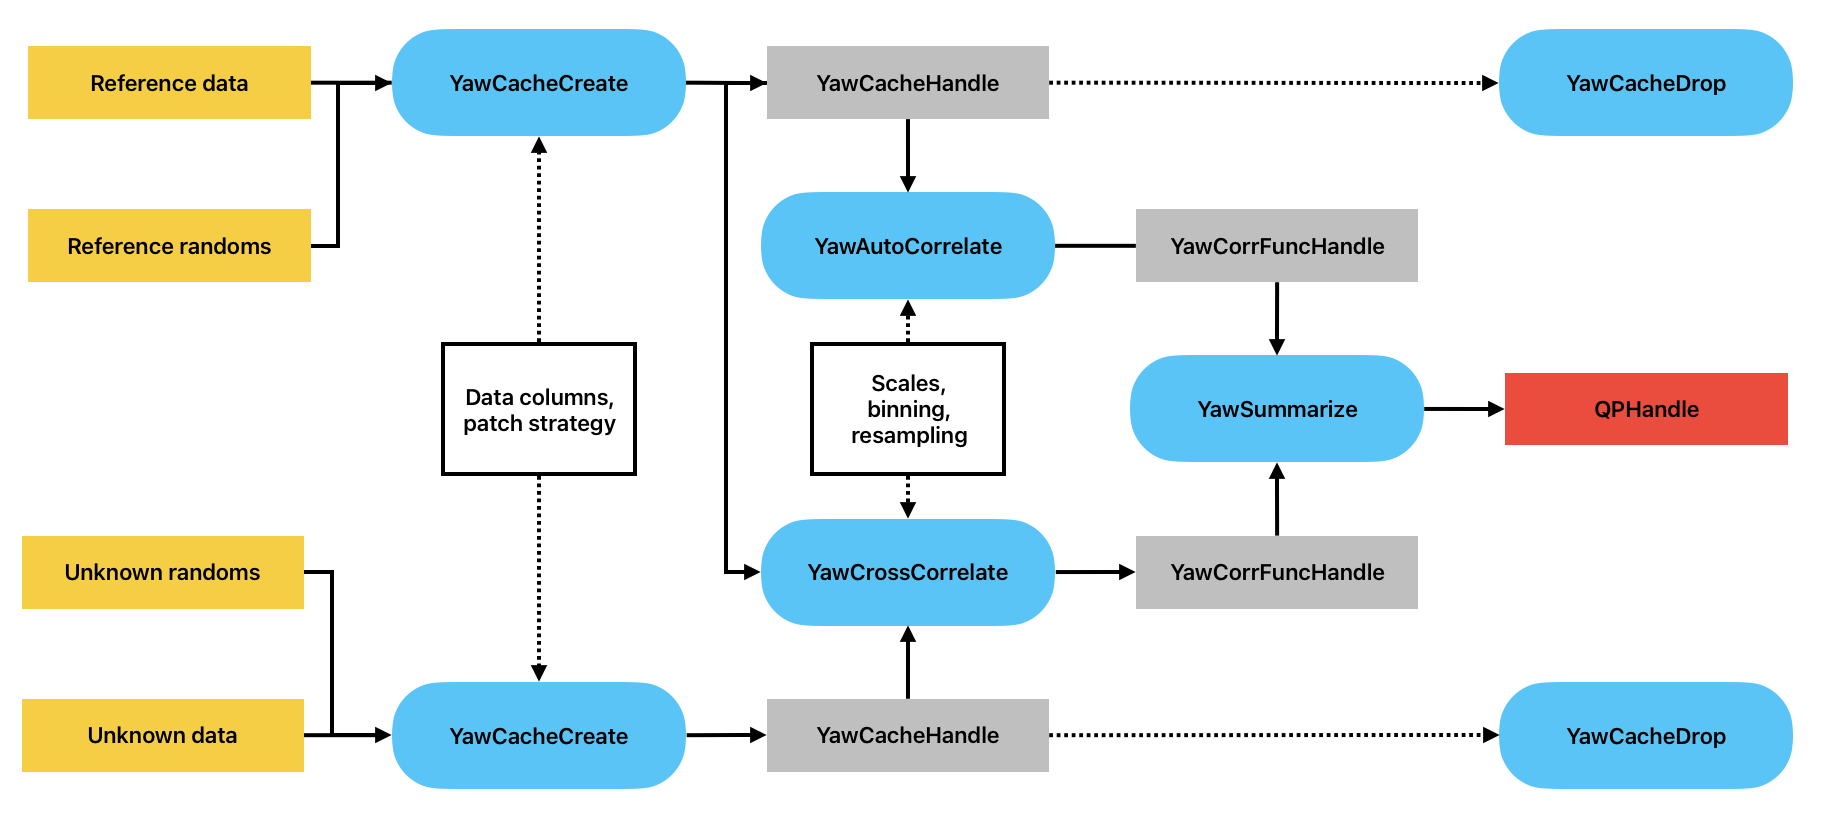 Reference data
YawCacheCreate
YawCacheHandle
YawCacheDrop
Reference randoms
YawAutoCorrelate
YawCorrFuncHandle
Data columns,
patch strategy
Scales,
binning,
resampling
YawSummarize
QPHandle
Unknown randoms
YawCrossCorrelate
YawCorrFuncHandle
Unknown data
YawCacheCreate
YawCacheHandle
YawCacheDrop